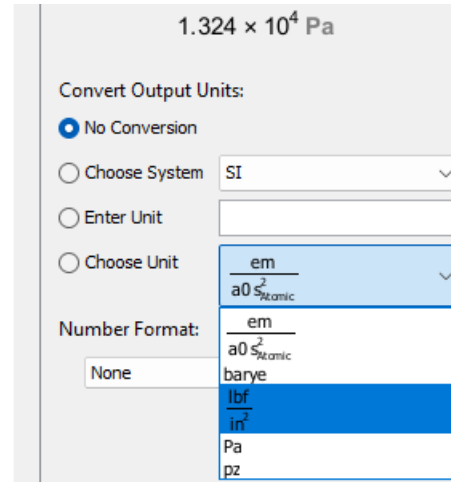 1.324 × 10⁴ Pa
Convert Output Units:
No Conversion
Choose System SI
Enter Unit
Choose Unit em
a0 s²Atomic
Number Format:
None
em
a0 s²Atomic
barye
lbf
in²
Pa
pz